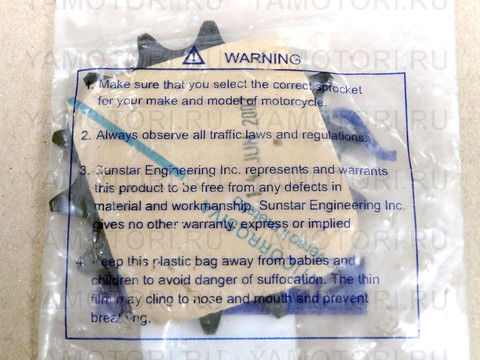 ⚠ WARNING
1. Make sure that you select the correct sprocket
for your make and model of motorcycle.
2. Always observe all traffic laws and regulations.
3. Sunstar Engineering Inc. represents and warrants
this product to be free from any defects in
material and workmanship. Sunstar Engineering Inc.
gives no other warranty, express or implied
4. Keep this plastic bag away from babies and
children to avoid danger of suffocation. The thin
film may cling to nose and mouth and prevent
breathing.
JUN
YAMOTORI.RU